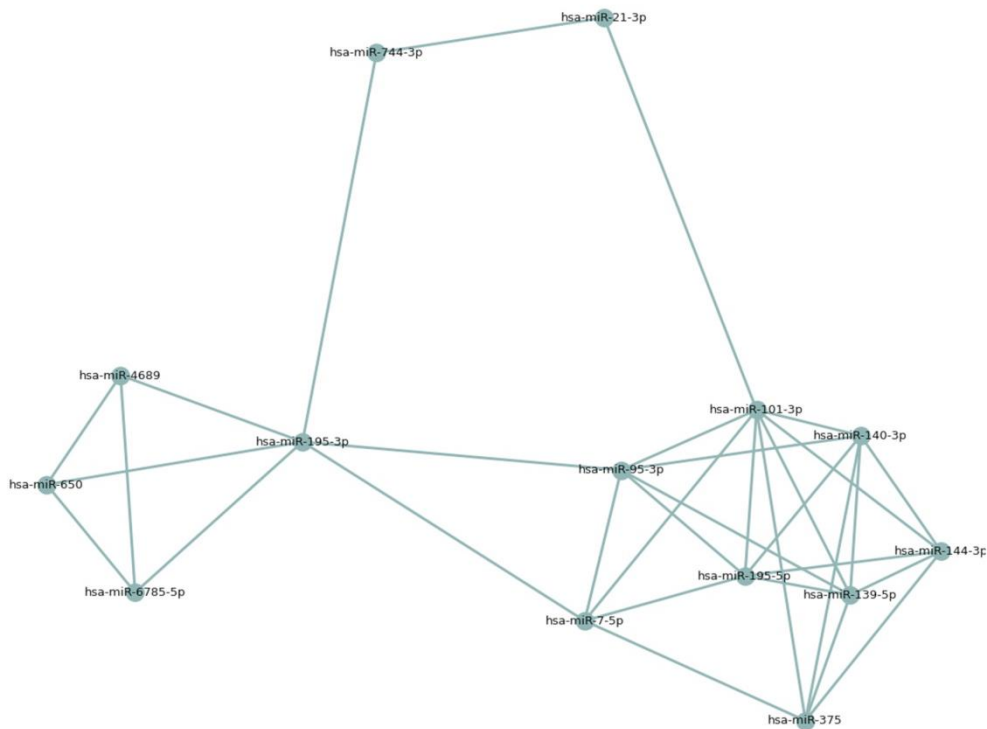 hsa-miR-21-3p
hsa-miR-744-3p
hsa-miR-4689
hsa-miR-101-3p
hsa-miR-140-3p
hsa-miR-195-3p
hsa-miR-95-3p
hsa-miR-650
hsa-miR-144-3p
hsa-miR-195-5p
hsa-miR-6785-5p
hsa-miR-139-5p
hsa-miR-7-5p
hsa-miR-375